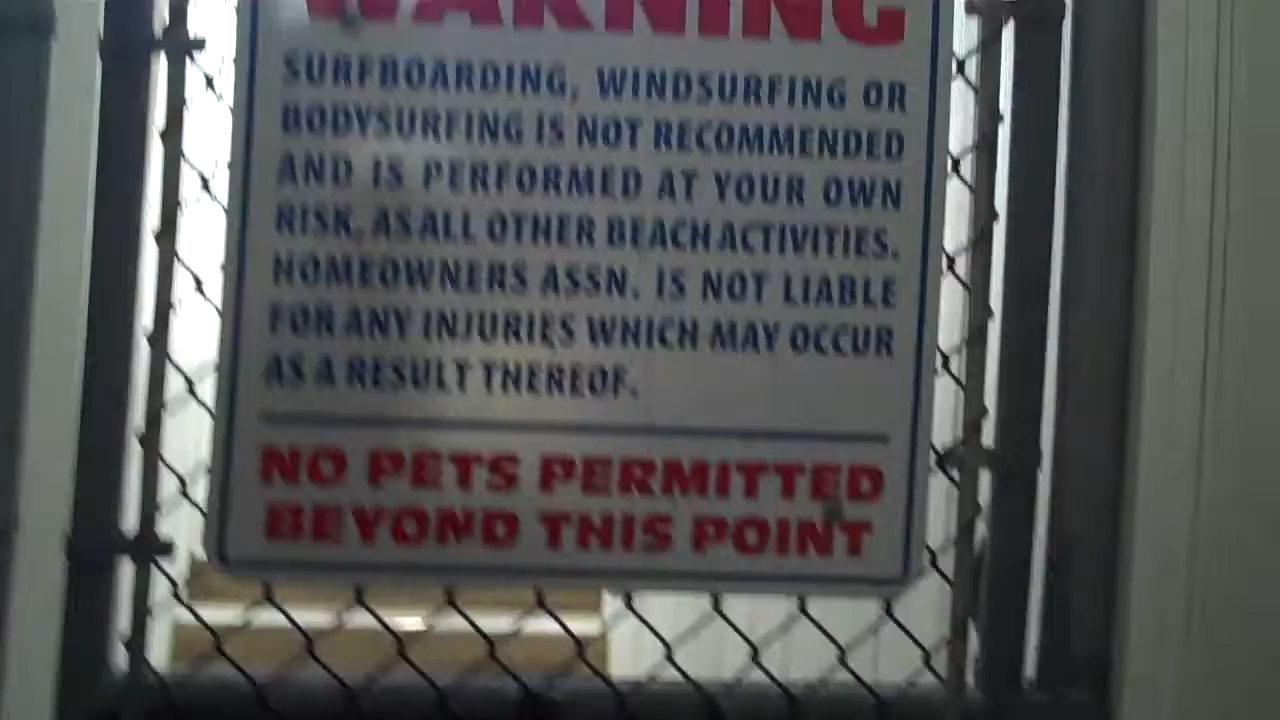 WARNING
SURFBOARDING, WINDSURFING OR
BODYSURFING IS NOT RECOMMENDED
AND IS PERFORMED AT YOUR OWN
RISK, AS ALL OTHER BEACH ACTIVITIES.
HOMEOWNERS ASSN. IS NOT LIABLE
FOR ANY INJURIES WHICH MAY OCCUR
AS A RESULT THEREOF.
NO PETS PERMITTED
BEYOND THIS POINT